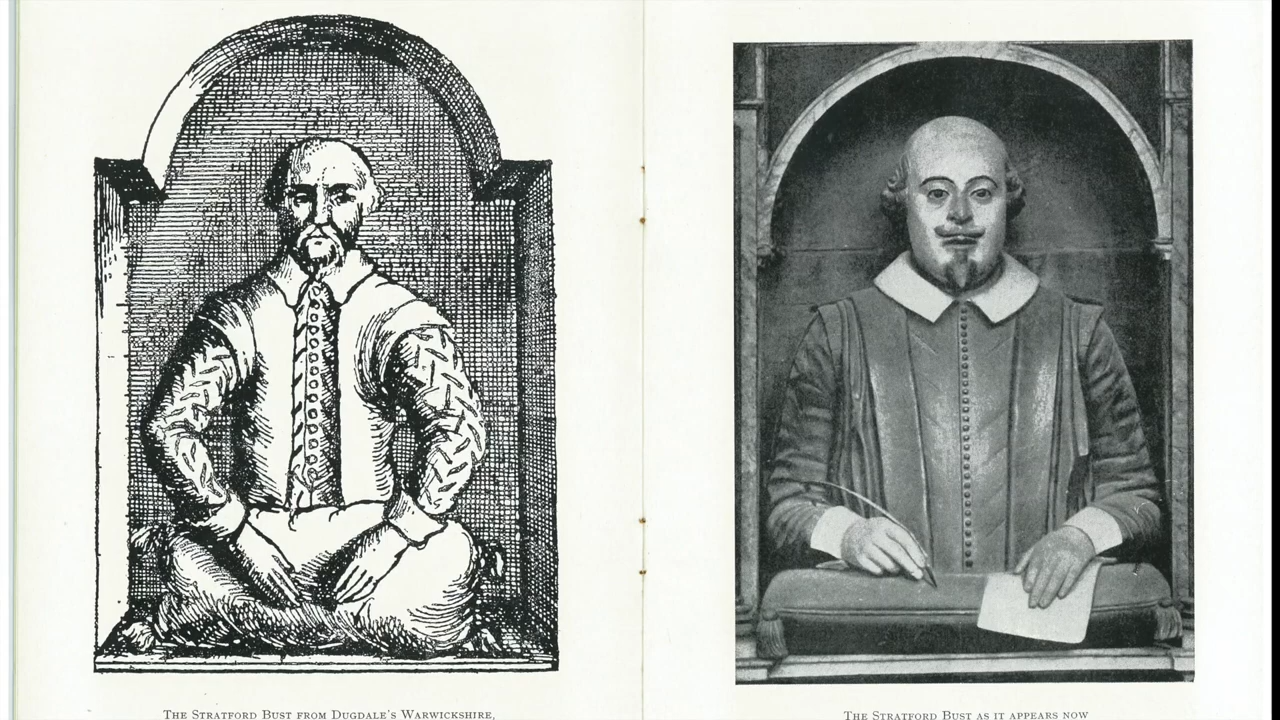 The Stratford Bust from Dugdale's Warwickshire,
The Stratford Bust as it appears now